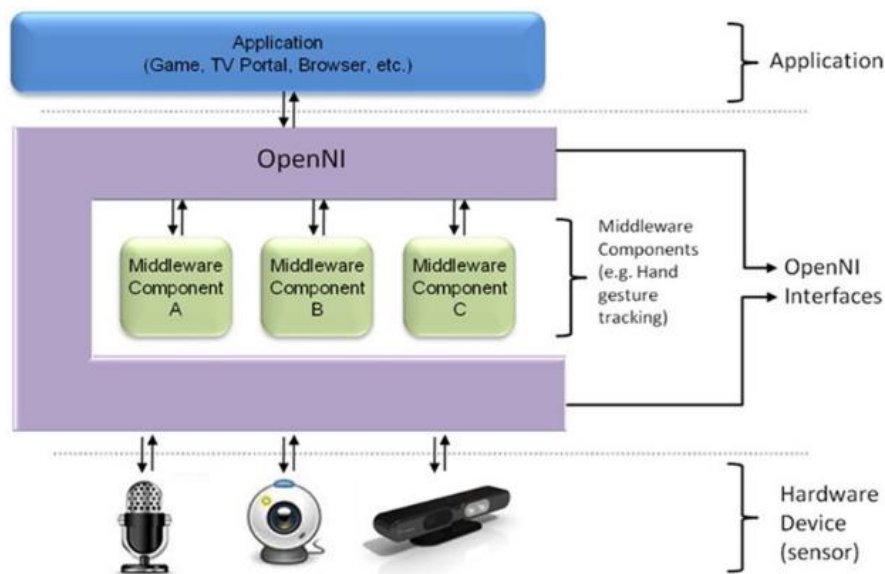 Application
(Game, TV Portal, Browser, etc.)
Application
OpenNI
Middleware
Component
A
Middleware
Component
B
Middleware
Component
C
Middleware
Components
(e.g. Hand
gesture
tracking)
OpenNI
Interfaces
Hardware
Device
(sensor)